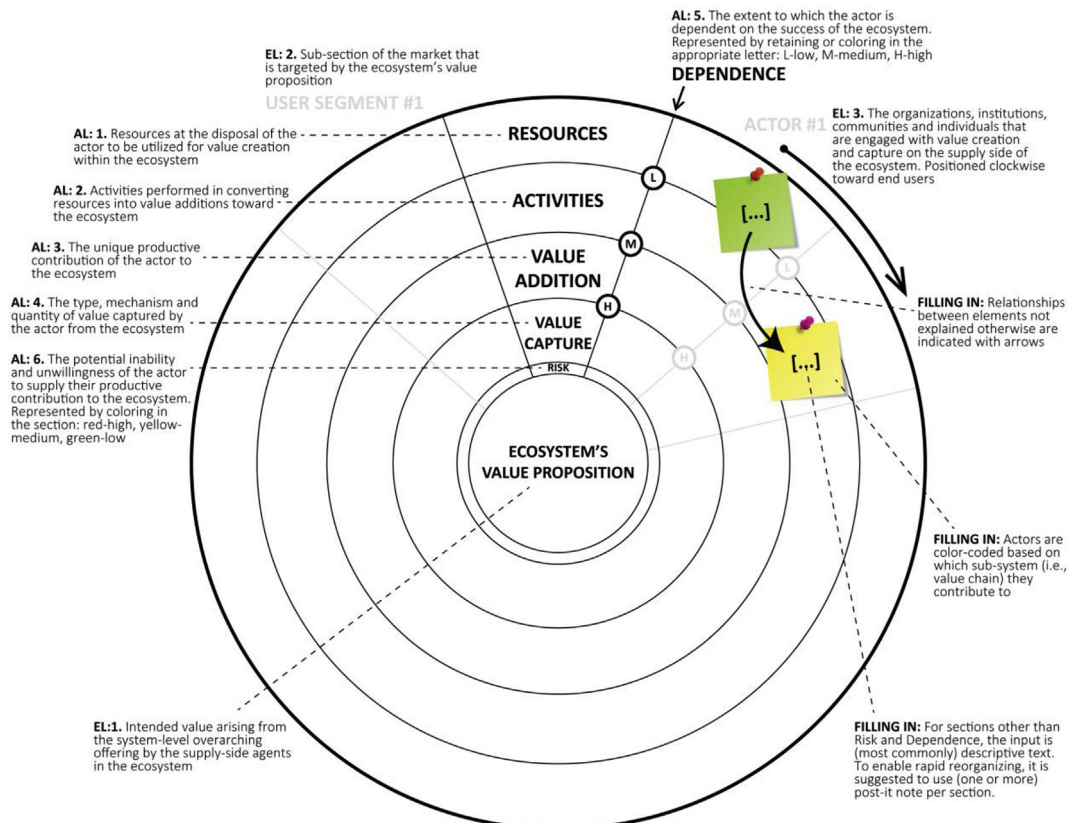 AL: 5. The extent to which the actor is
dependent on the success of the ecosystem.
Represented by retaining or coloring in the
appropriate letter: L-low, M-medium, H-high
DEPENDENCE
EL: 2. Sub-section of the market that
is targeted by the ecosystem's value
proposition
USER SEGMENT #1
ACTOR #1
EL: 3. The organizations, institutions,
communities and individuals that
are engaged with value creation
and capture on the supply side of
the ecosystem. Positioned clockwise
toward end users
AL: 1. Resources at the disposal of the
actor to be utilized for value creation
within the ecosystem
RESOURCES
L
AL: 2. Activities performed in converting
resources into value additions toward
the ecosystem
ACTIVITIES
[...]
M
AL: 3. The unique productive
contribution of the actor to
the ecosystem
VALUE
ADDITION
L
H
AL: 4. The type, mechanism and
quantity of value captured by
the actor from the ecosystem
VALUE
CAPTURE
M
FILLING IN: Relationships
between elements not
explained otherwise are
indicated with arrows
H
[...]
AL: 6. The potential inability
and unwillingness of the actor
to supply their productive
contribution to the ecosystem.
Represented by coloring in
the section: red-high, yellow-
medium, green-low
RISK
ECOSYSTEM'S
VALUE PROPOSITION
FILLING IN: Actors are
color-coded based on
which sub-system (i.e.,
value chain) they
contribute to
EL:1. Intended value arising from
the system-level overarching
offering by the supply-side agents
in the ecosystem
FILLING IN: For sections other than
Risk and Dependence, the input is
(most commonly) descriptive text.
To enable rapid reorganizing, it is
suggested to use (one or more)
post-it note per section.